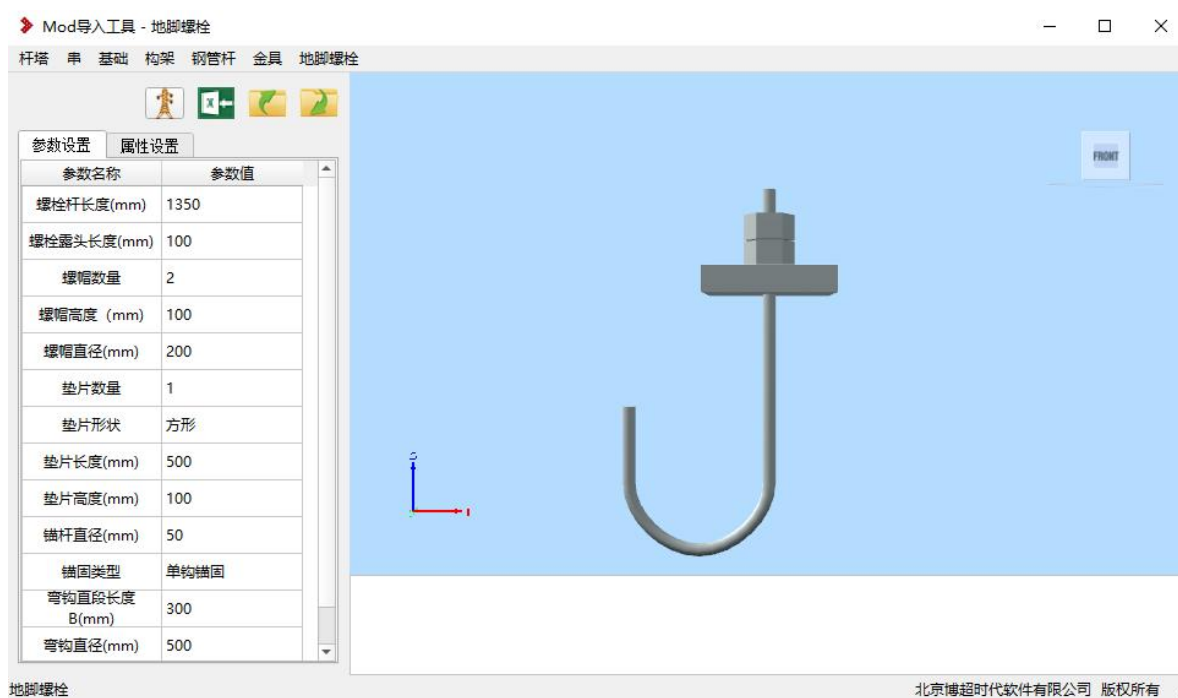 Mod导入工具 - 地脚螺栓
杆塔 串 基础 构架 钢管杆 金具 地脚螺栓
参数设置 属性设置
参数名称 参数值
螺栓杆长度(mm) 1350
螺栓露头长度(mm) 100
螺帽数量 2
螺帽高度 (mm) 100
螺帽直径(mm) 200
垫片数量 1
垫片形状 方形
垫片长度(mm) 500
垫片高度(mm) 100
锚杆直径(mm) 50
锚固类型 单钩锚固
弯钩直段长度
B(mm) 300
弯钩直径(mm) 500
FRONT
地脚螺栓
北京博超时代软件有限公司 版权所有